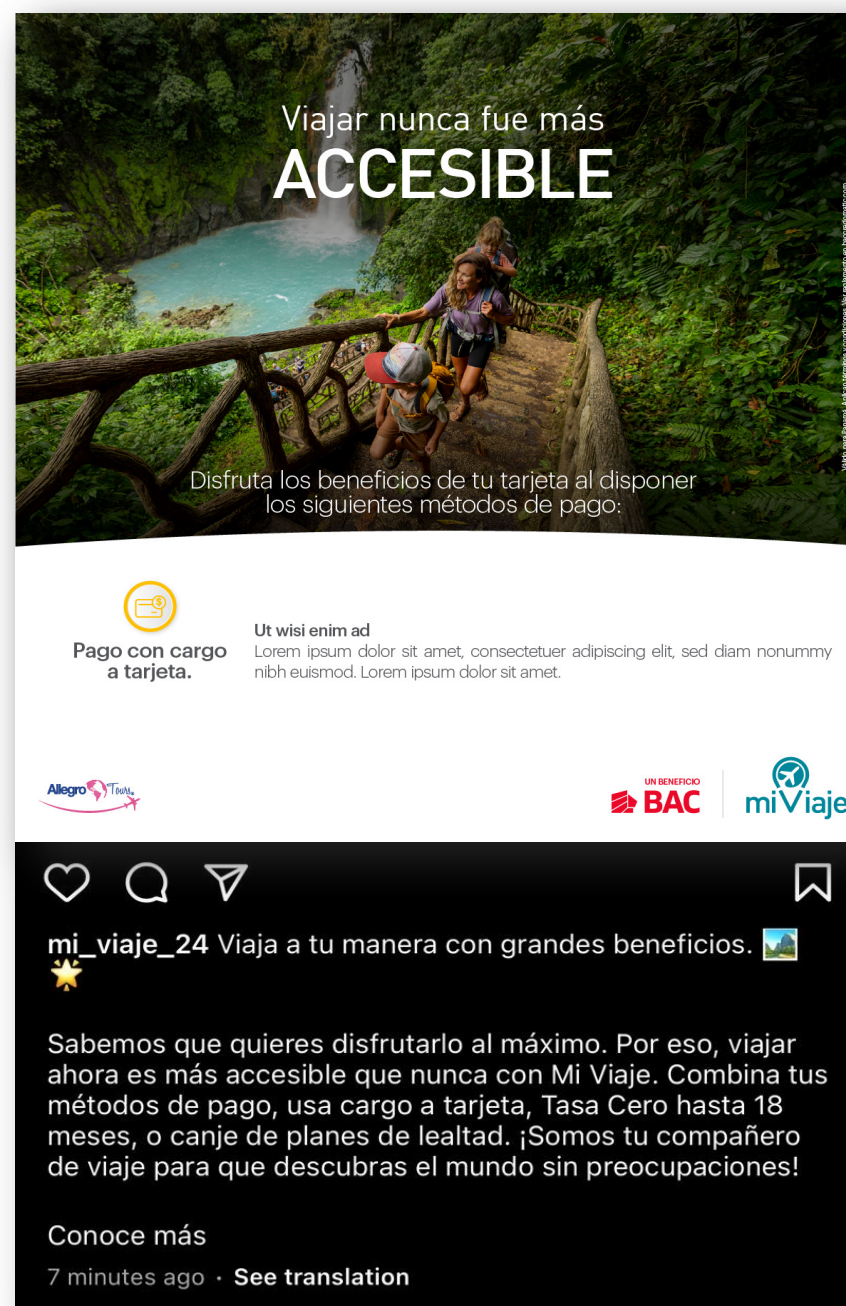 Viajar nunca fue más
ACCESIBLE
Disfruta los beneficios de tu tarjeta al disponer
los siguientes métodos de pago:
Pago con cargo
a tarjeta.
Ut wisi enim ad
Lorem ipsum dolor sit amet, consectetuer adipiscing elit, sed diam nonummy
nibh euismod. Lorem ipsum dolor sit amet.
Allegro Tours
UN BENEFICIO
BAC
mi Viaje
mi_viaje_24 Viaja a tu manera con grandes beneficios. 🏞️
🌟
Sabemos que quieres disfrutarlo al máximo. Por eso, viajar
ahora es más accesible que nunca con Mi Viaje. Combina tus
métodos de pago, usa cargo a tarjeta, Tasa Cero hasta 18
meses, o canje de planes de lealtad. ¡Somos tu compañero
de viaje para que descubras el mundo sin preocupaciones!
Conoce más
7 minutes ago · See translation